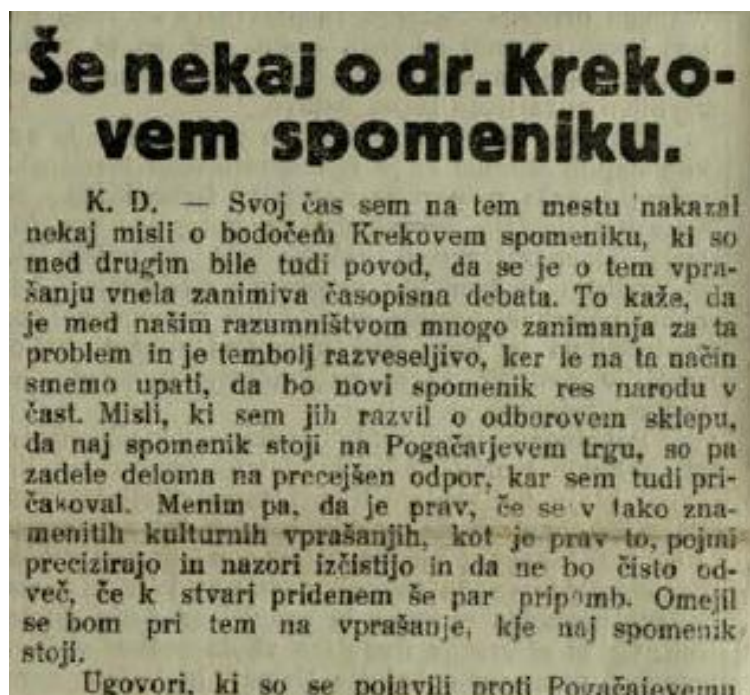 Še nekaj o dr. Kreko-
vem spomeniku.
K. D. — Svoj čas sem na tem mestu nakazal
nekaj misli o bodočem Krekovem spomeniku, ki so
med drugim bile tudi povod, da se je o tem vpra-
šanju vnela zanimiva časopisna debata. To kaže, da
je med našim razumništvom mnogo zanimanja za ta
problem in je tembolj razveseljivo, ker le na ta način
smemo upati, da bo novi spomenik res narodu v
čast. Misli, ki sem jih razvil o odborovem sklepu,
da naj spomenik stoji na Pogačarjevem trgu, so pa
zadele deloma na precejšen odpor, kar sem tudi pri-
čakoval. Menim pa, da je prav, če se v tako zna-
menitih kulturnih vprašanjih, kot je prav to, pojmi
precizirajo in nazori izčistijo in da ne bo čisto od-
več, če k stvari pridenem še par pripomb. Omejil
se bom pri tem na vprašanje, kje naj spomenik
stoji.
Ugovori, ki so se pojavili proti Pogačajevemu